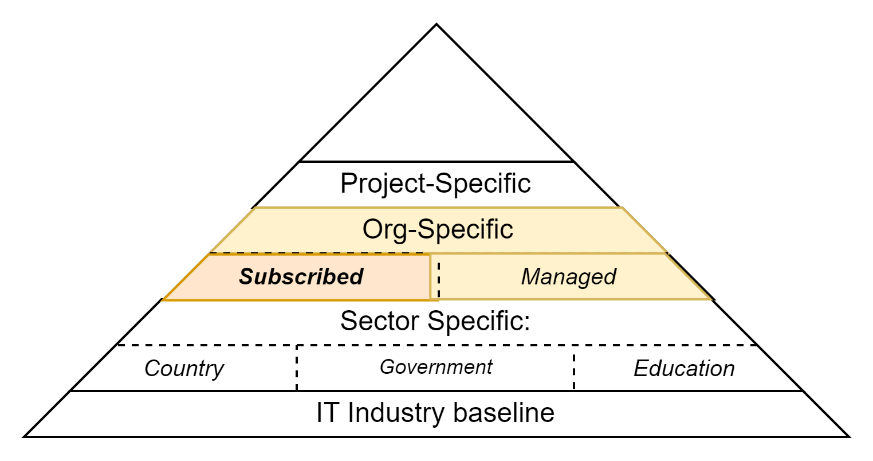 Project-Specific
Org-Specific
Subscribed Managed
Sector Specific:
Country Government Education
IT Industry baseline